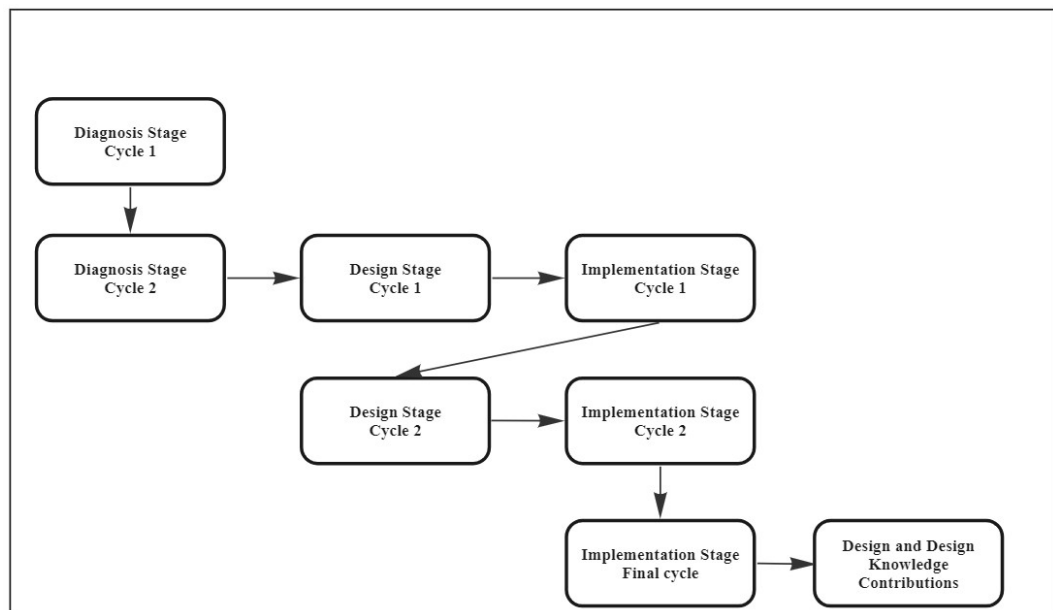 Diagnosis Stage
Cycle 1
Diagnosis Stage
Cycle 2
Design Stage
Cycle 1
Implementation Stage
Cycle 1
Design Stage
Cycle 2
Implementation Stage
Cycle 2
Implementation Stage
Final cycle
Design and Design
Knowledge
Contributions